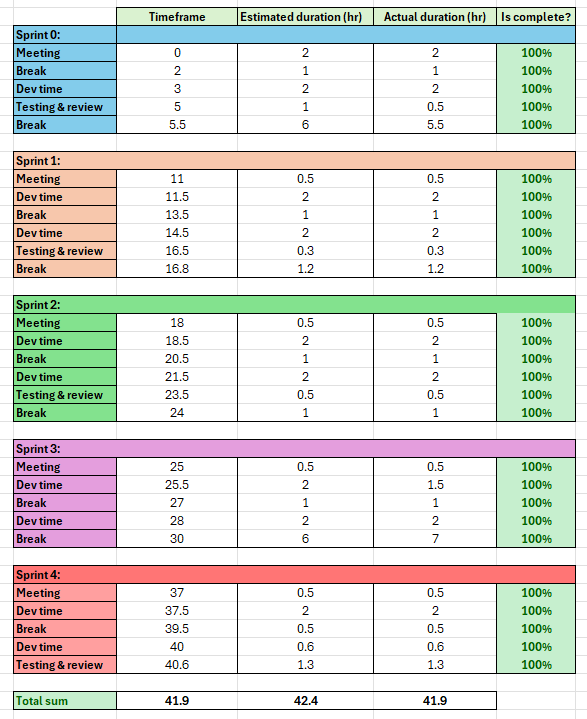 Timeframe Estimated duration (hr) Actual duration (hr) Is complete?
Sprint 0:
Meeting 0 2 2 100%
Break 2 1 1 100%
Dev time 3 2 2 100%
Testing & review 5 1 0.5 100%
Break 5.5 6 5.5 100%
Sprint 1:
Meeting 11 0.5 0.5 100%
Dev time 11.5 2 2 100%
Break 13.5 1 1 100%
Dev time 14.5 2 2 100%
Testing & review 16.5 0.3 0.3 100%
Break 16.8 1.2 1.2 100%
Sprint 2:
Meeting 18 0.5 0.5 100%
Dev time 18.5 2 2 100%
Break 20.5 1 1 100%
Dev time 21.5 2 2 100%
Testing & review 23.5 0.5 0.5 100%
Break 24 1 1 100%
Sprint 3:
Meeting 25 0.5 0.5 100%
Dev time 25.5 2 1.5 100%
Break 27 1 1 100%
Dev time 28 2 2 100%
Break 30 6 7 100%
Sprint 4:
Meeting 37 0.5 0.5 100%
Dev time 37.5 2 2 100%
Break 39.5 0.5 0.5 100%
Dev time 40 0.6 0.6 100%
Testing & review 40.6 1.3 1.3 100%
Total sum 41.9 42.4 41.9